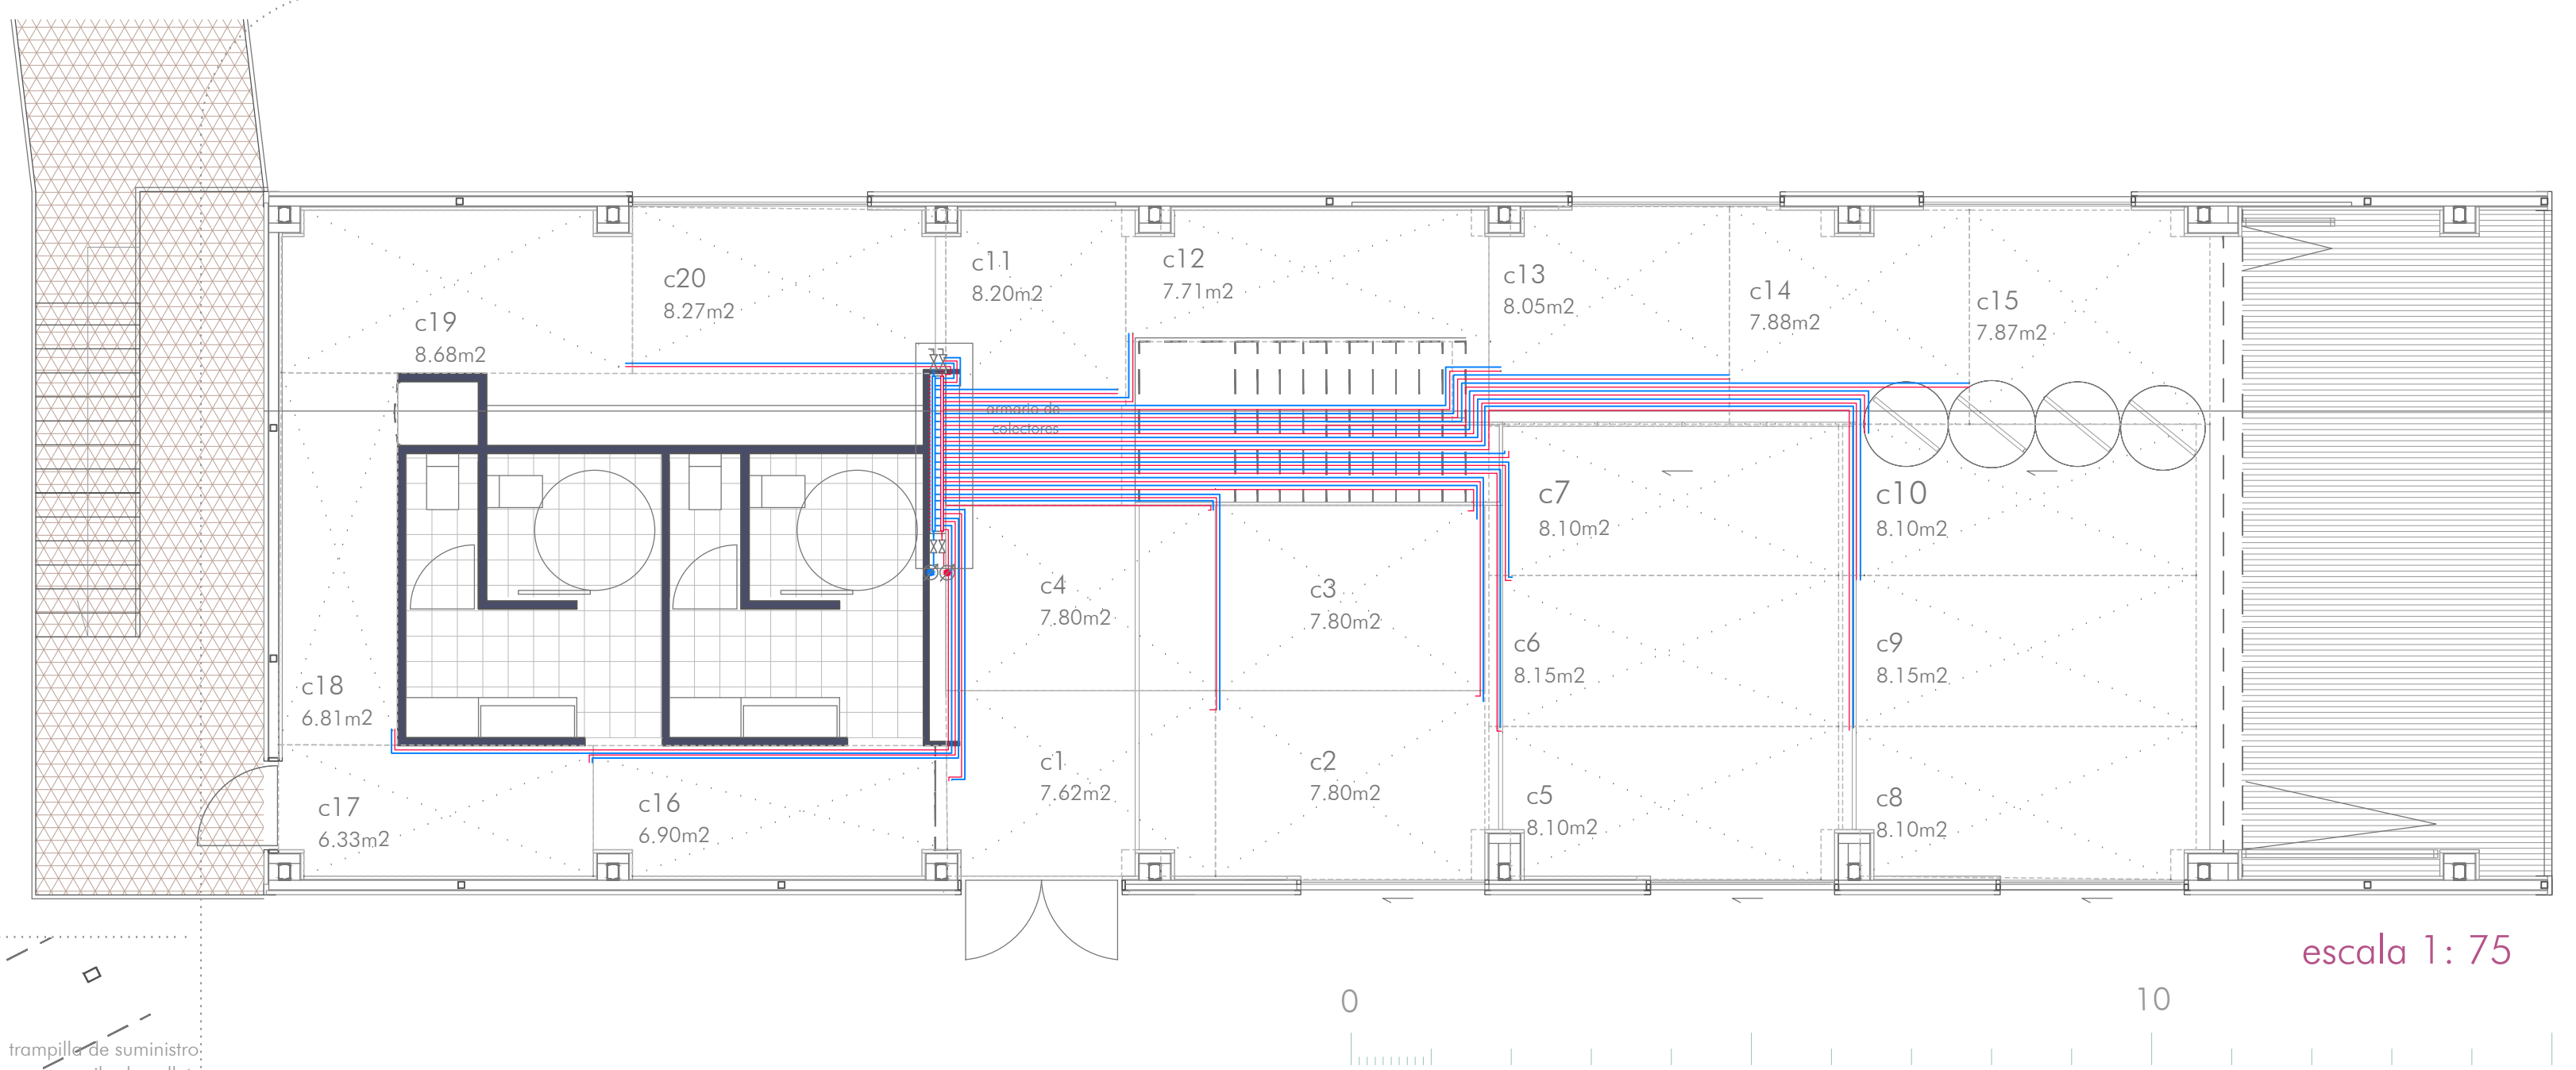 c11
c12
7.71m2
8.20m2
c20
8.27m2
c13
8.05m2
c14
7.88m2
c15
7.87m2
c19
8.68m2
armario de
colectores
c7
8.10m2
c10
8.10m2
c4
7.80m2
c3
7.80m2
c6
8.15m2
c9
8.15m2
c18
6.81m2
c1
7.62m2
c2
7.80m2
c5
8.10m2
c8
8.10m2
c17
6.33m2
c16
6.90m2
escala 1: 75
0
10
trampilla de suministro